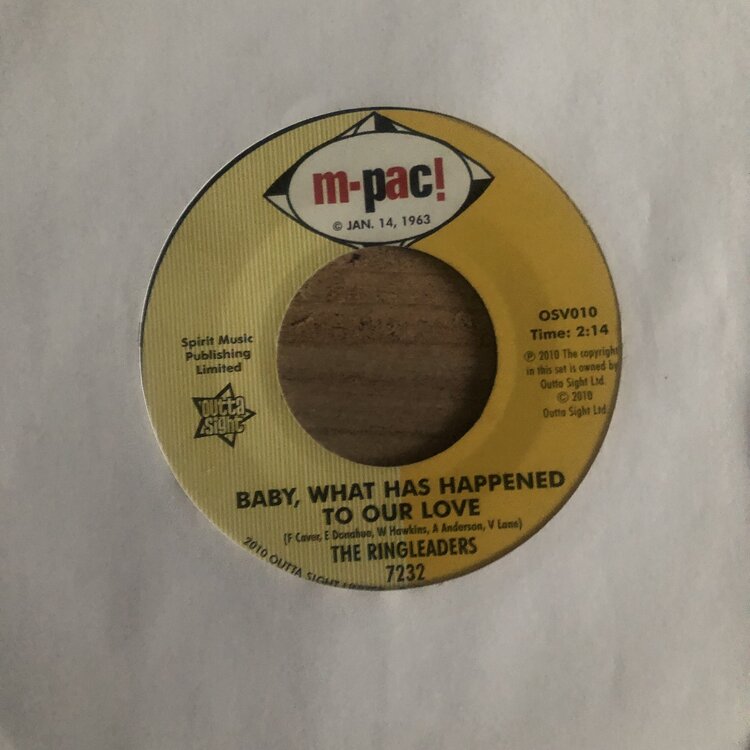 m-pac!
© JAN. 14, 1963
OSV010
Time: 2:14
℗ 2010 The copyright
in this set is owned by
Outta Sight Ltd.
© 2010
Outta Sight Ltd.
Spirit Music
Publishing
Limited
outta
sight
BABY, WHAT HAS HAPPENED
TO OUR LOVE
(F Caver, E Donahue, W Hawkins, A Anderson, V Lane)
THE RINGLEADERS
7232
2010 OUTTA SIGHT